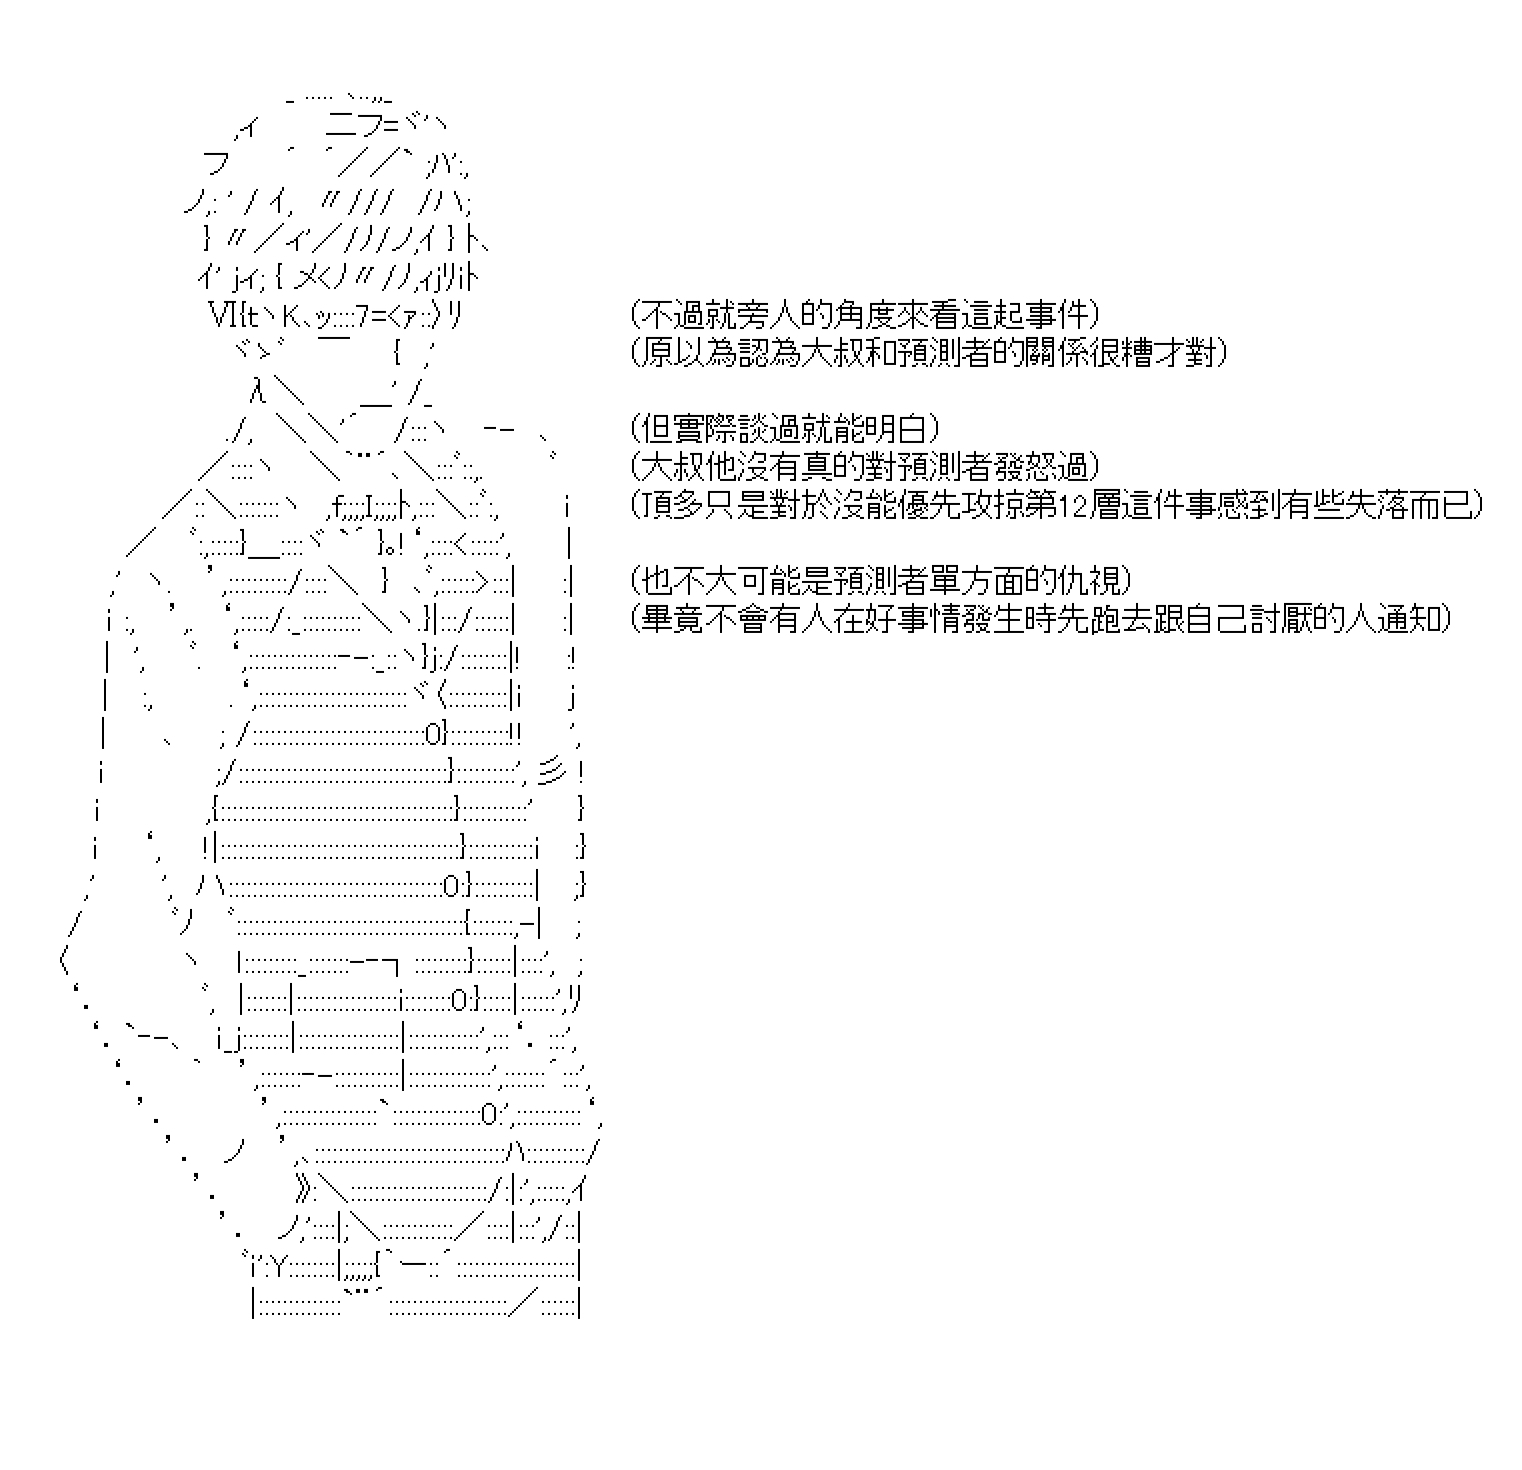 (不過就旁人的角度來看這起事件)
(原以為認為大叔和預測者的關係很糟才對)
(但實際談過就能明白)
(大叔他沒有真的對預測者發怒過)
(頂多只是對於沒能優先攻掠第12層這件事感到有些失落而已)
(也不大可能是預測者單方面的仇視)
(畢竟不會有人在好事情發生時先跑去跟自己討厭的人通知)